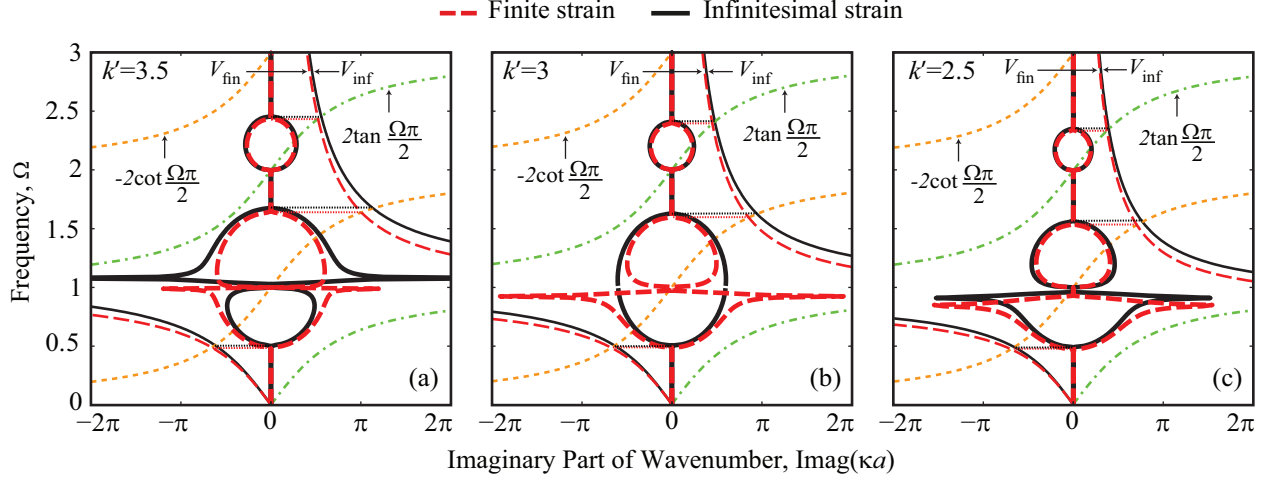 Finite strain Infinitesimal strain
Frequency, Ω
3
2.5
2
1.5
1
0.5
0
k'=3.5
V_fin V_inf
2tan Ωπ/2
-2cot Ωπ/2
(a)
−2π −π 0 π 2π
k'=3
V_fin V_inf
2tan Ωπ/2
-2cot Ωπ/2
(b)
−2π −π 0 π 2π
k'=2.5
V_fin V_inf
2tan Ωπ/2
-2cot Ωπ/2
(c)
−2π −π 0 π 2π
Imaginary Part of Wavenumber, Imag(κa)